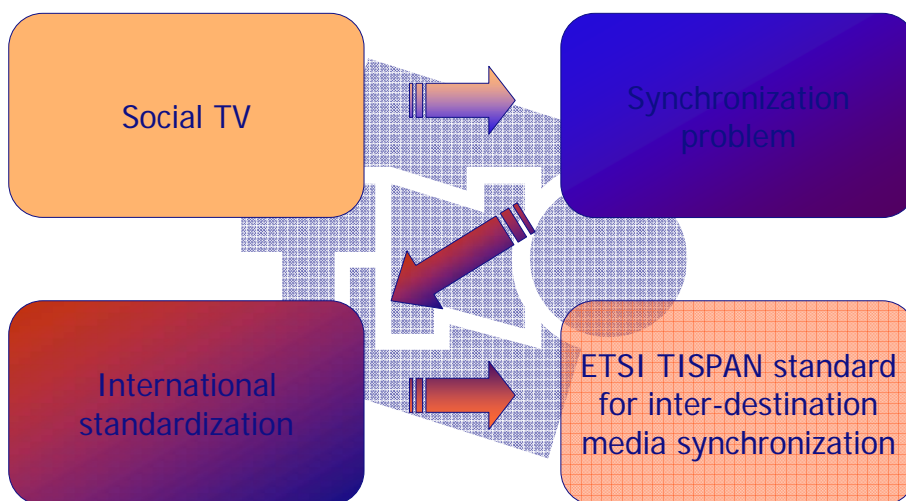 Social TV
Synchronization
problem
International
standardization
ETSI TISPAN standard
for inter-destination
media synchronization